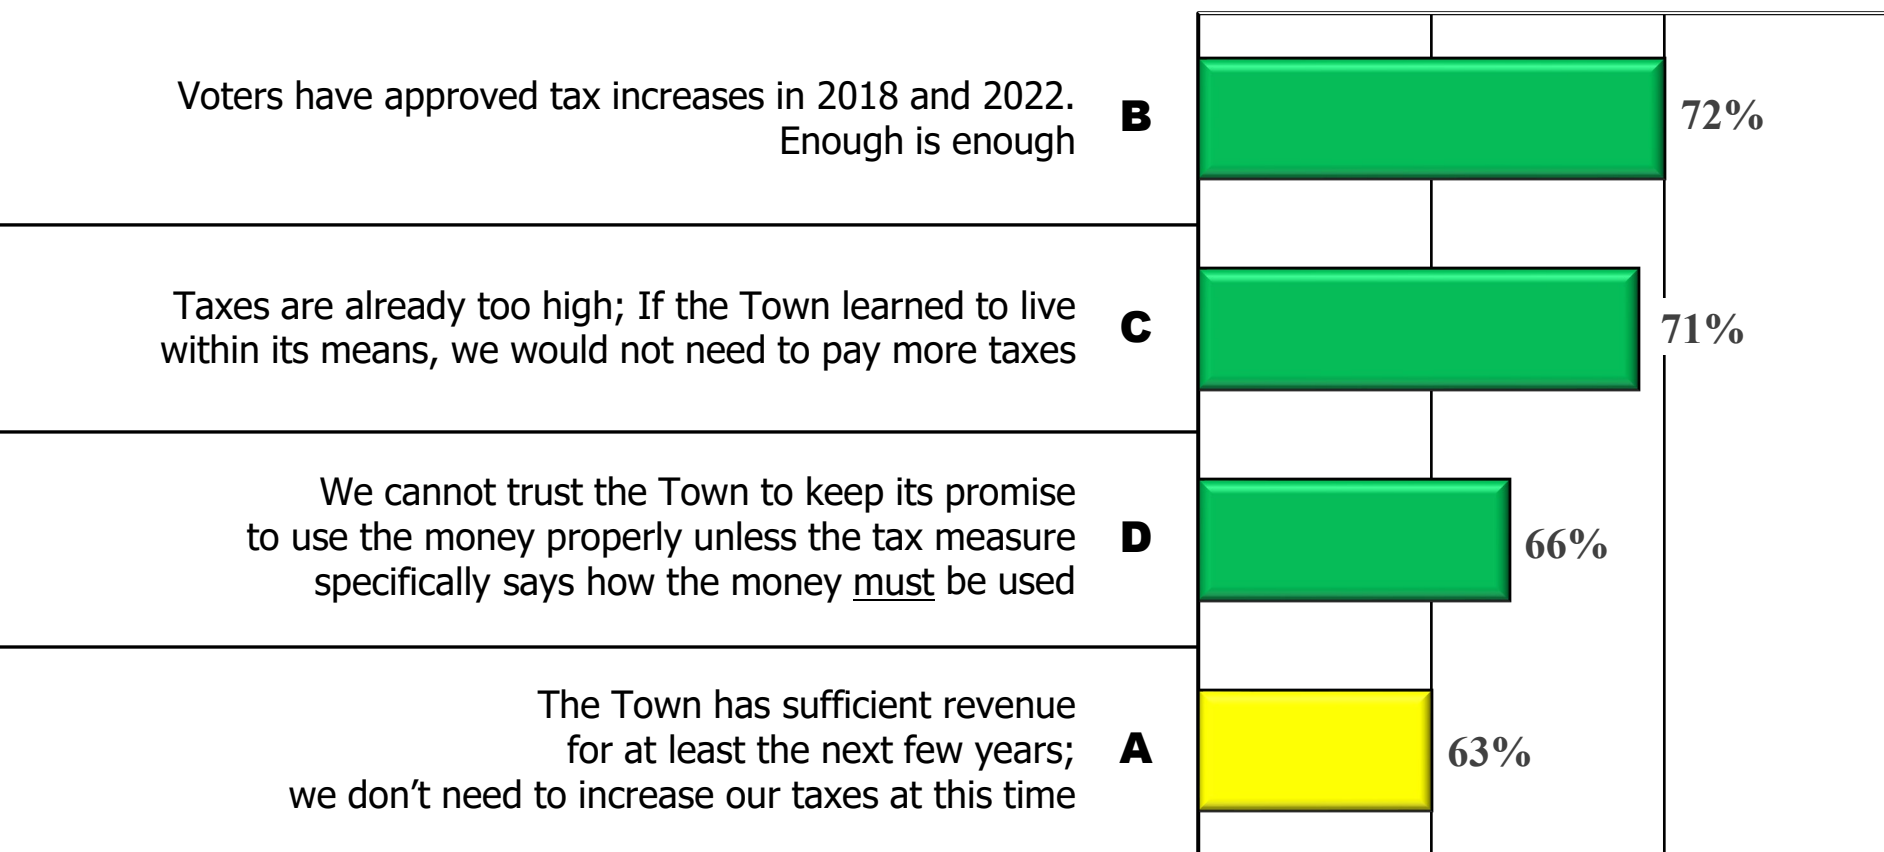 Voters have approved tax increases in 2018 and 2022.
Enough is enough
B
72%
Taxes are already too high; If the Town learned to live
within its means, we would not need to pay more taxes
C
71%
We cannot trust the Town to keep its promise
to use the money properly unless the tax measure
specifically says how the money must be used
D
66%
The Town has sufficient revenue
for at least the next few years;
we don’t need to increase our taxes at this time
A
63%